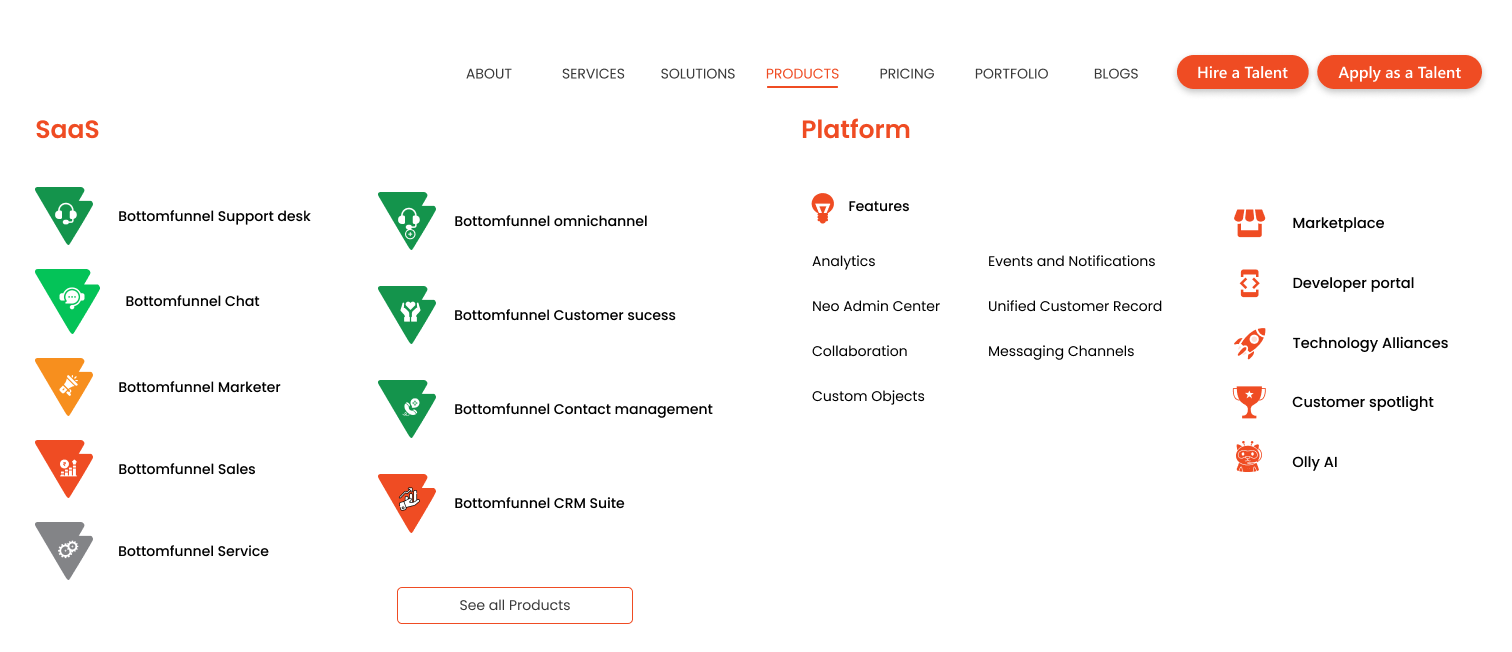 ABOUT SERVICES SOLUTIONS PRODUCTS PRICING PORTFOLIO BLOGS Hire a Talent Apply as a Talent
SaaS
Bottomfunnel Support desk
Bottomfunnel Chat
Bottomfunnel Marketer
Bottomfunnel Sales
Bottomfunnel Service
Bottomfunnel omnichannel
Bottomfunnel Customer sucess
Bottomfunnel Contact management
Bottomfunnel CRM Suite
See all Products
Platform
Features
Analytics
Neo Admin Center
Collaboration
Custom Objects
Events and Notifications
Unified Customer Record
Messaging Channels
Marketplace
Developer portal
Technology Alliances
Customer spotlight
Olly AI